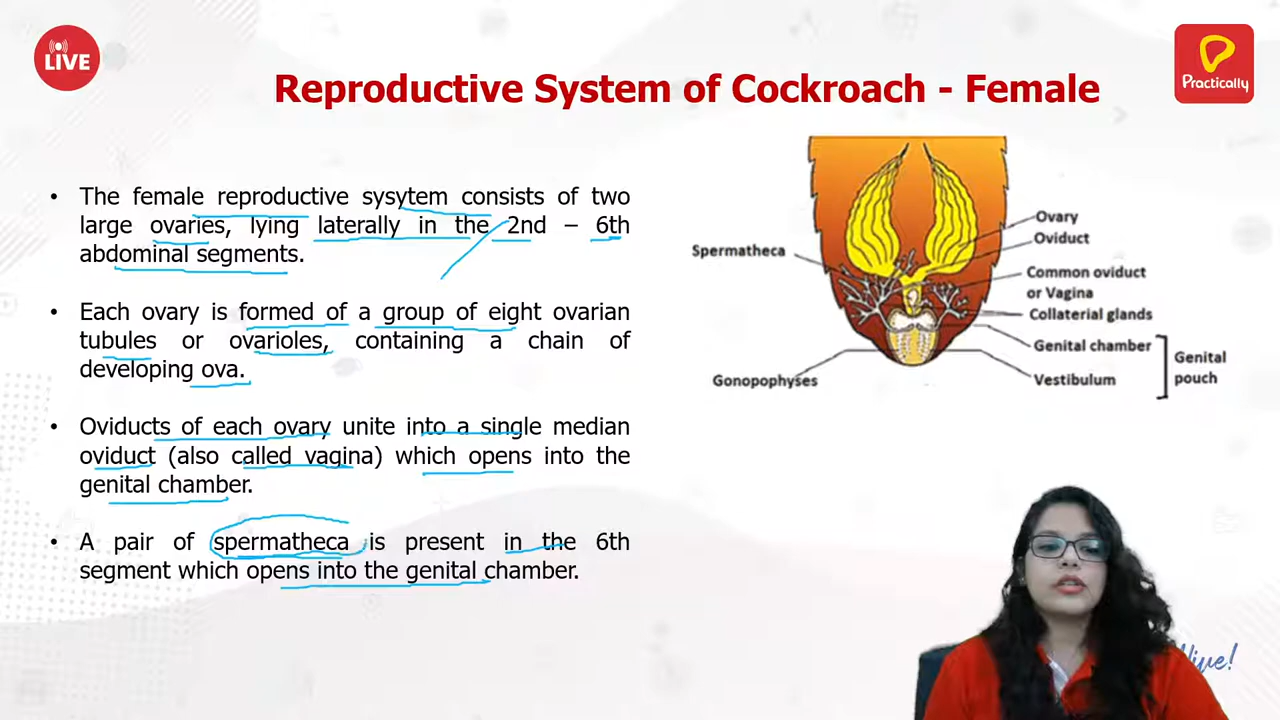 LIVE
Practically
Reproductive System of Cockroach - Female
• The female reproductive sysytem consists of two
large ovaries, lying laterally in the 2nd – 6th
abdominal segments.
• Each ovary is formed of a group of eight ovarian
tubules or ovarioles, containing a chain of
developing ova.
• Oviducts of each ovary unite into a single median
oviduct (also called vagina) which opens into the
genital chamber.
• A pair of spermatheca is present in the 6th
segment which opens into the genital chamber.
Spermatheca
Gonopophyses
Ovary
Oviduct
Common oviduct
or Vagina
Collaterial glands
Genital chamber
Vestibulum
Genital
pouch